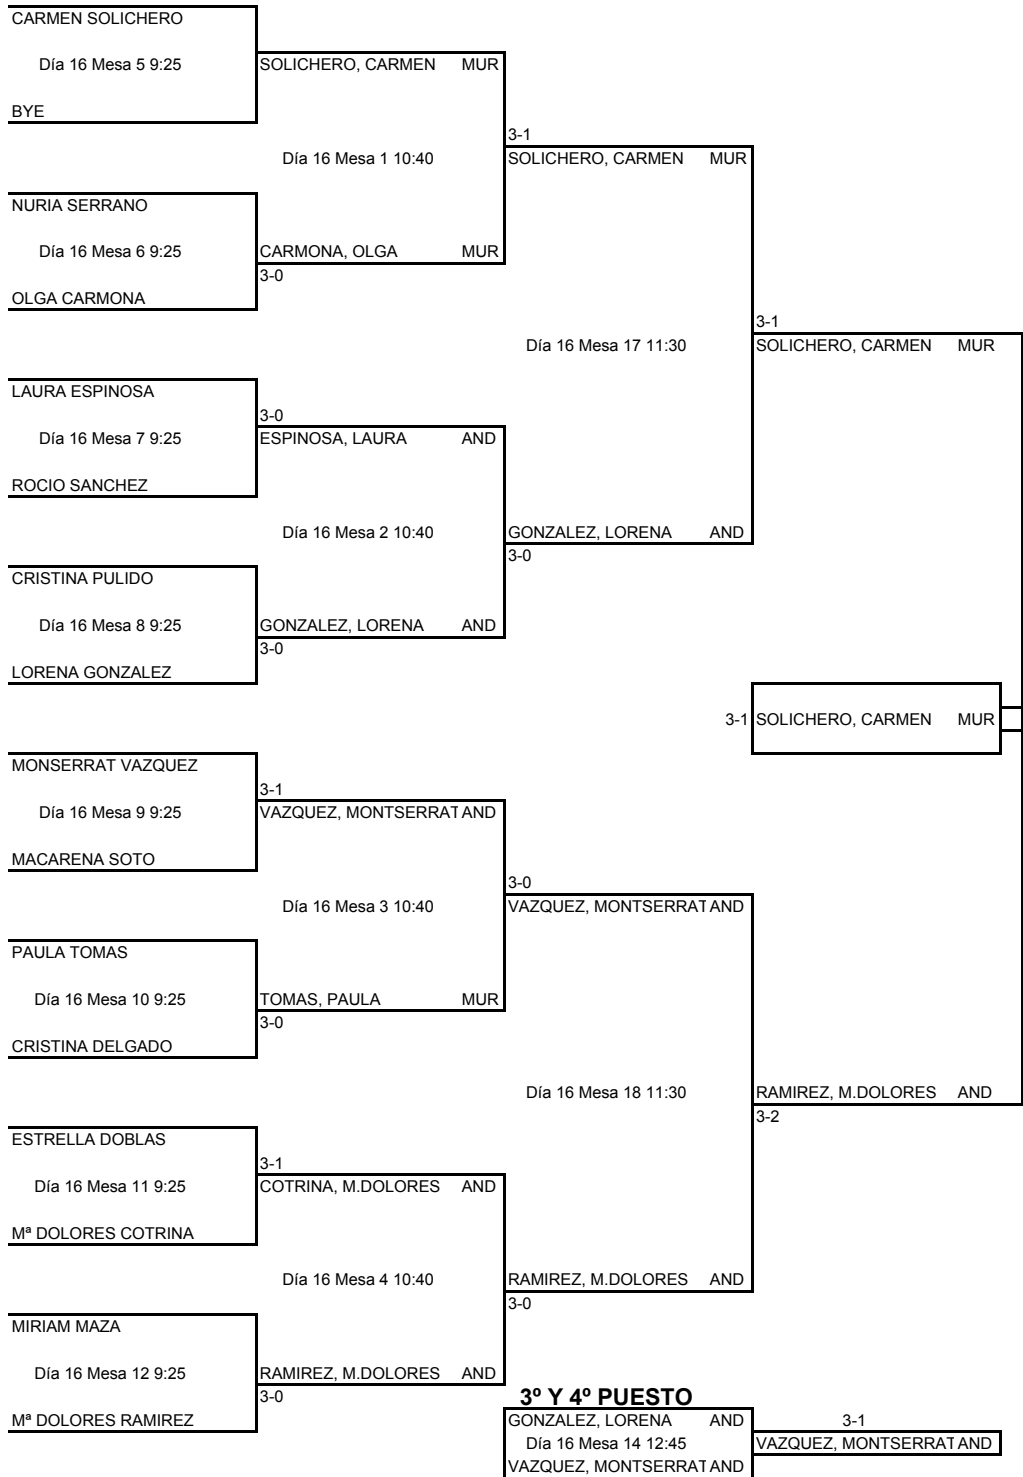 CARMEN SOLICHERO
Día 16 Mesa 5 9:25
SOLICHERO, CARMEN MUR
BYE
3-1
Día 16 Mesa 1 10:40
SOLICHERO, CARMEN MUR
NURIA SERRANO
Día 16 Mesa 6 9:25
CARMONA, OLGA MUR
3-0
OLGA CARMONA
3-1
Día 16 Mesa 17 11:30
SOLICHERO, CARMEN MUR
LAURA ESPINOSA
3-0
Día 16 Mesa 7 9:25
ESPINOSA, LAURA AND
ROCIO SANCHEZ
Día 16 Mesa 2 10:40
GONZALEZ, LORENA AND
3-0
CRISTINA PULIDO
Día 16 Mesa 8 9:25
GONZALEZ, LORENA AND
3-0
LORENA GONZALEZ
3-1 SOLICHERO, CARMEN MUR
MONSERRAT VAZQUEZ
3-1
Día 16 Mesa 9 9:25
VAZQUEZ, MONTSERRAT AND
MACARENA SOTO
3-0
Día 16 Mesa 3 10:40
VAZQUEZ, MONTSERRAT AND
PAULA TOMAS
Día 16 Mesa 10 9:25
TOMAS, PAULA MUR
3-0
CRISTINA DELGADO
Día 16 Mesa 18 11:30
RAMIREZ, M.DOLORES AND
3-2
ESTRELLA DOBLAS
3-1
Día 16 Mesa 11 9:25
COTRINA, M.DOLORES AND
Mª DOLORES COTRINA
Día 16 Mesa 4 10:40
RAMIREZ, M.DOLORES AND
3-0
MIRIAM MAZA
Día 16 Mesa 12 9:25
RAMIREZ, M.DOLORES AND
3-0
Mª DOLORES RAMIREZ
3º Y 4º PUESTO
GONZALEZ, LORENA AND
3-1
Día 16 Mesa 14 12:45
VAZQUEZ, MONTSERRAT AND
VAZQUEZ, MONTSERRAT AND